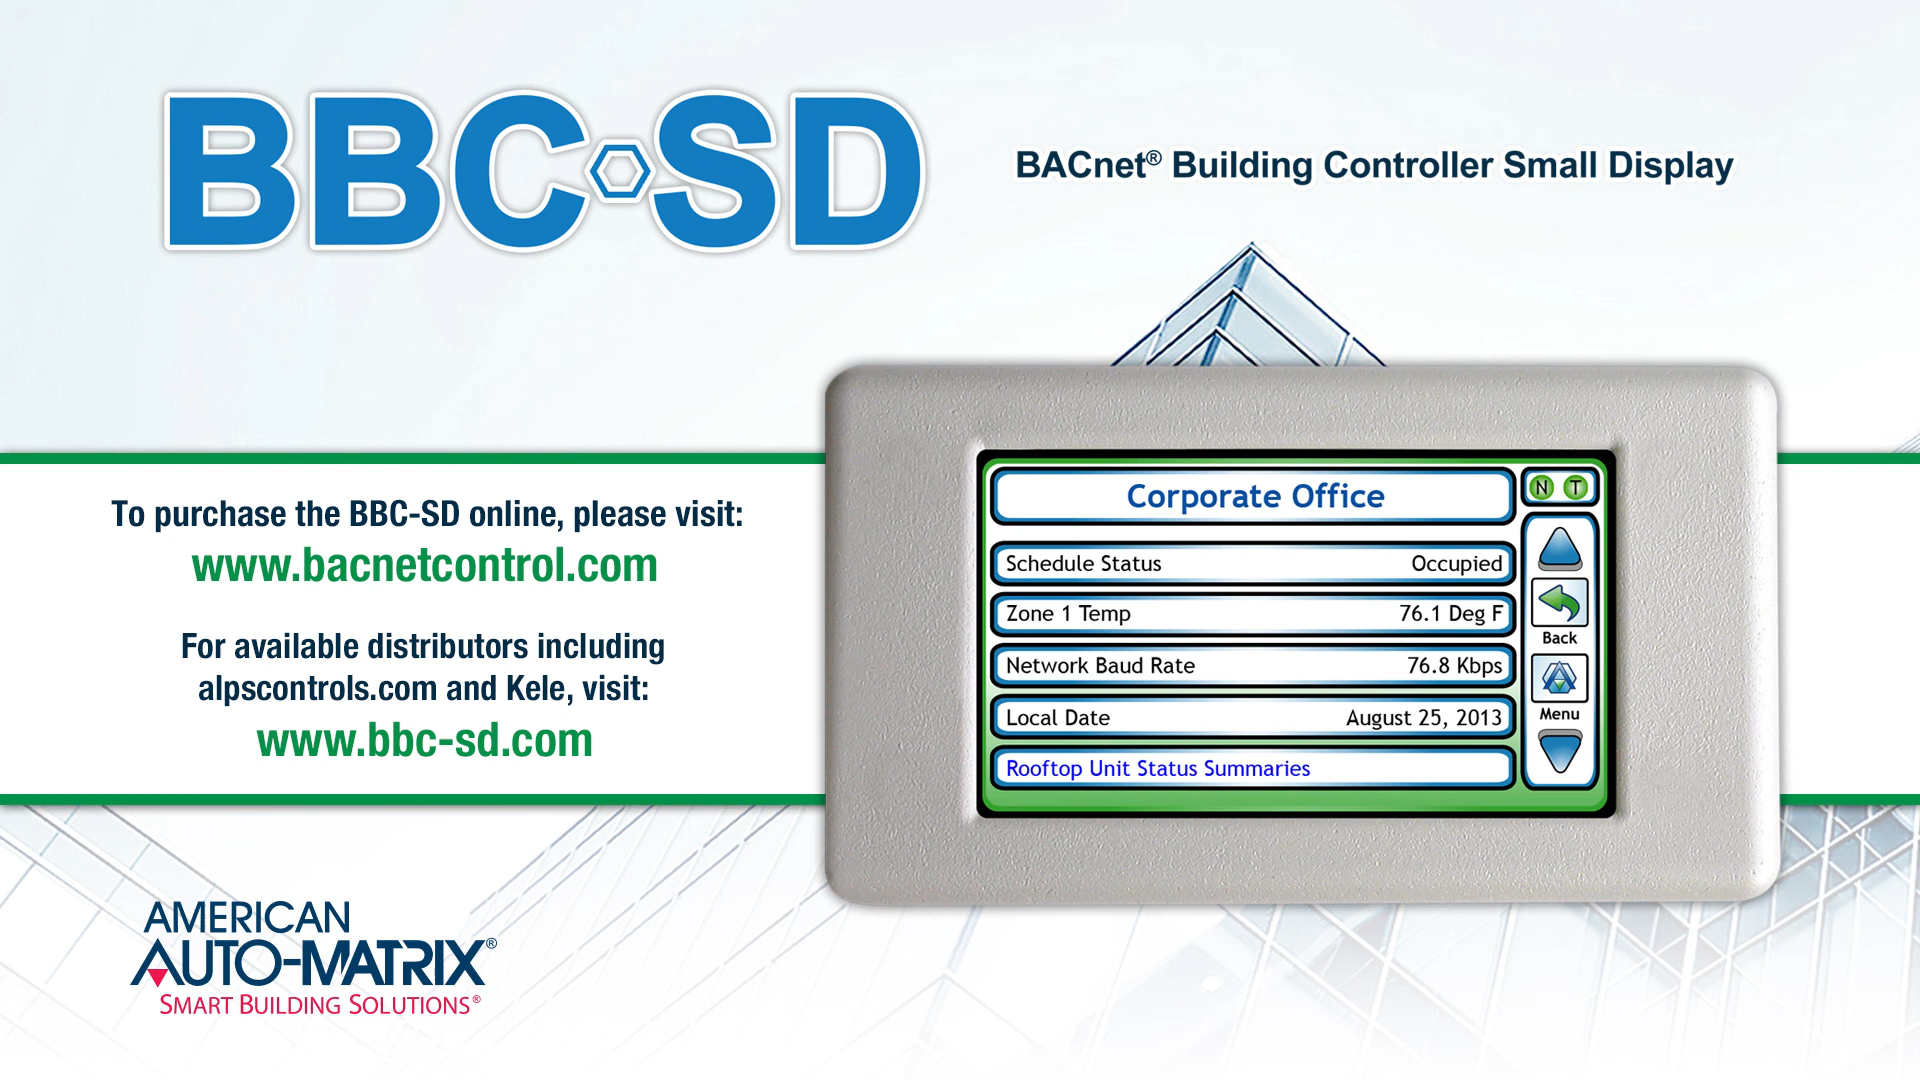 BBC SD
BACnet® Building Controller Small Display
To purchase the BBC-SD online, please visit:
www.bacnetcontrol.com
For available distributors including
alpscontrols.com and Kele, visit:
www.bbc-sd.com
Corporate Office
N T
Schedule Status Occupied
Zone 1 Temp 76.1 Deg F
Network Baud Rate 76.8 Kbps
Local Date August 25, 2013
Rooftop Unit Status Summaries
Back
Menu
AMERICAN
AUTO-MATRIX®
SMART BUILDING SOLUTIONS®